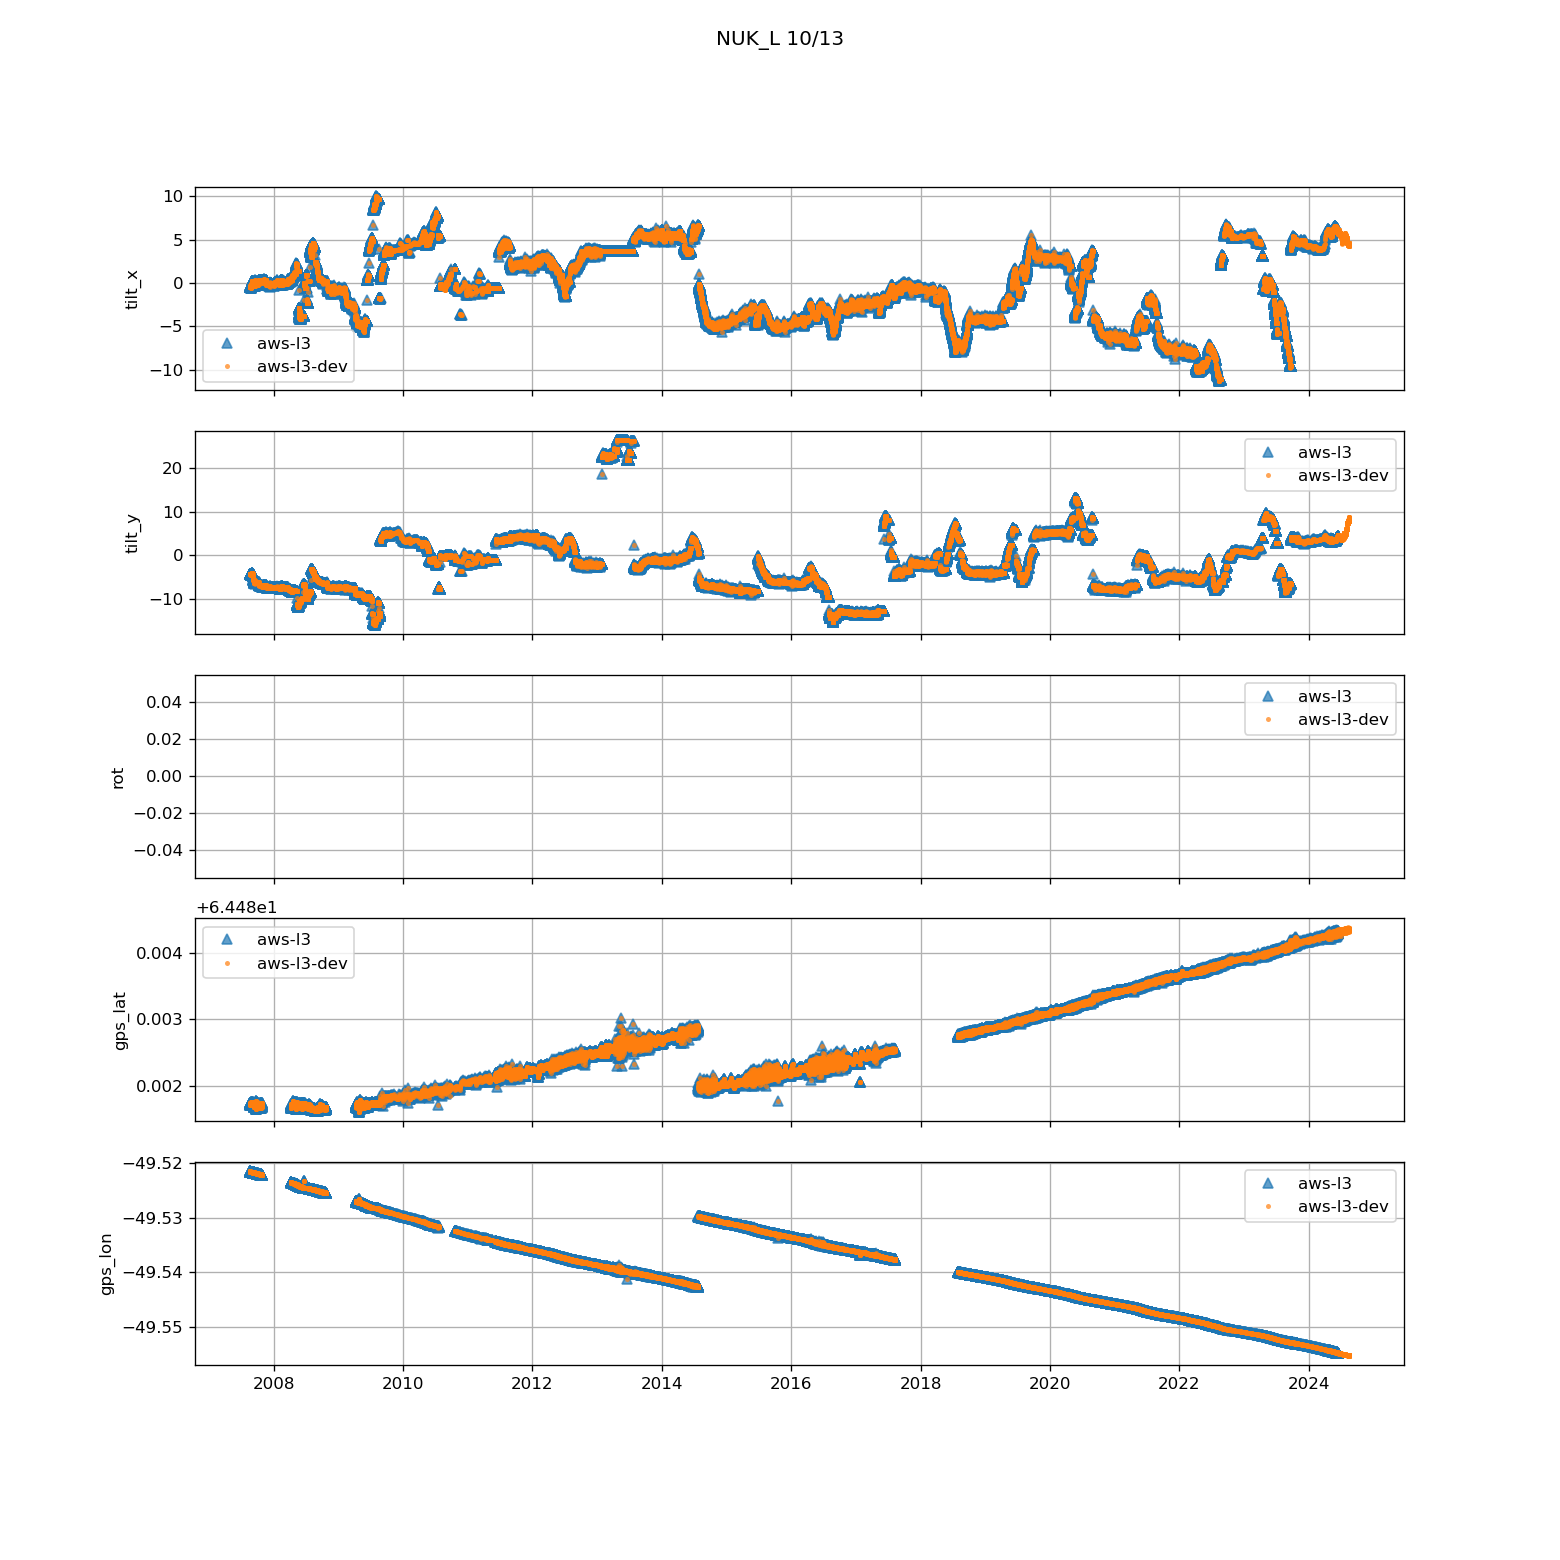 NUK_L 10/13
10
5
0
−5
−10
tilt_x
aws-l3
aws-l3-dev
20
10
0
−10
tilt_y
aws-l3
aws-l3-dev
0.04
0.02
0.00
−0.02
−0.04
rot
aws-l3
aws-l3-dev
+6.448e1
0.004
0.003
0.002
gps_lat
aws-l3
aws-l3-dev
−49.52
−49.53
−49.54
−49.55
gps_lon
aws-l3
aws-l3-dev
2008 2010 2012 2014 2016 2018 2020 2022 2024